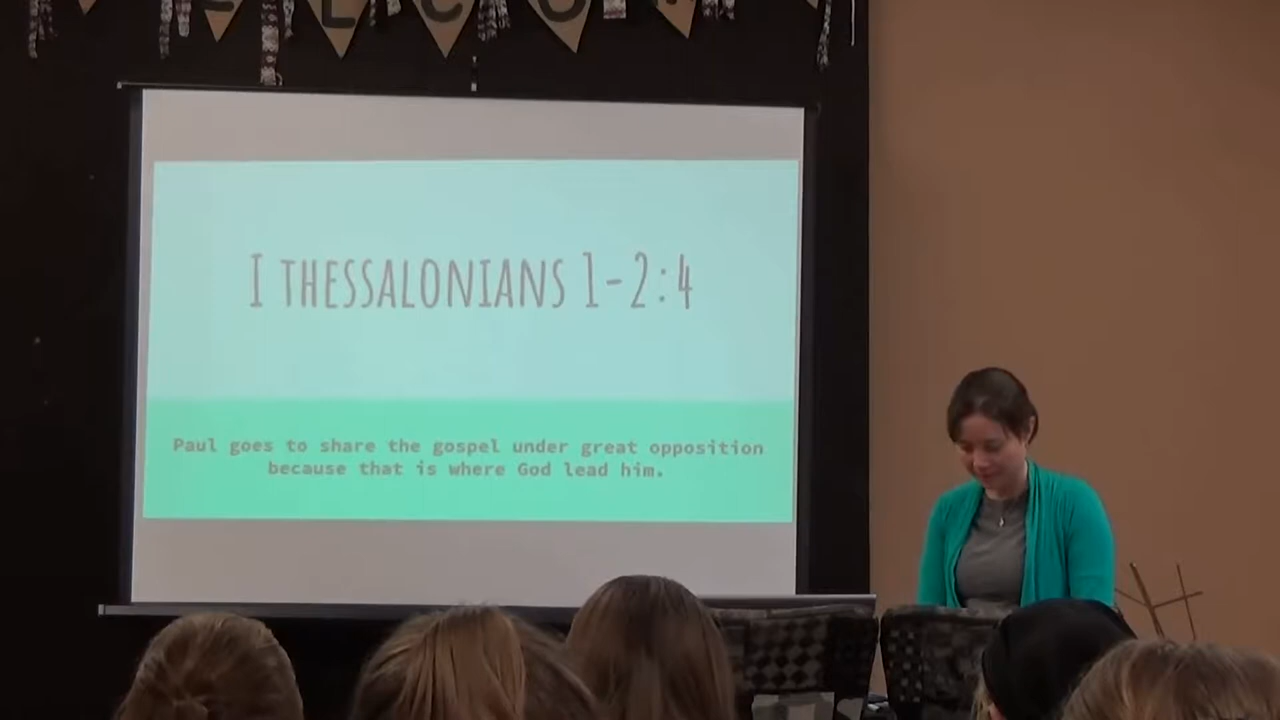 ELCOM
I THESSALONIANS 1-2:4
Paul goes to share the gospel under great opposition
because that is where God lead him.